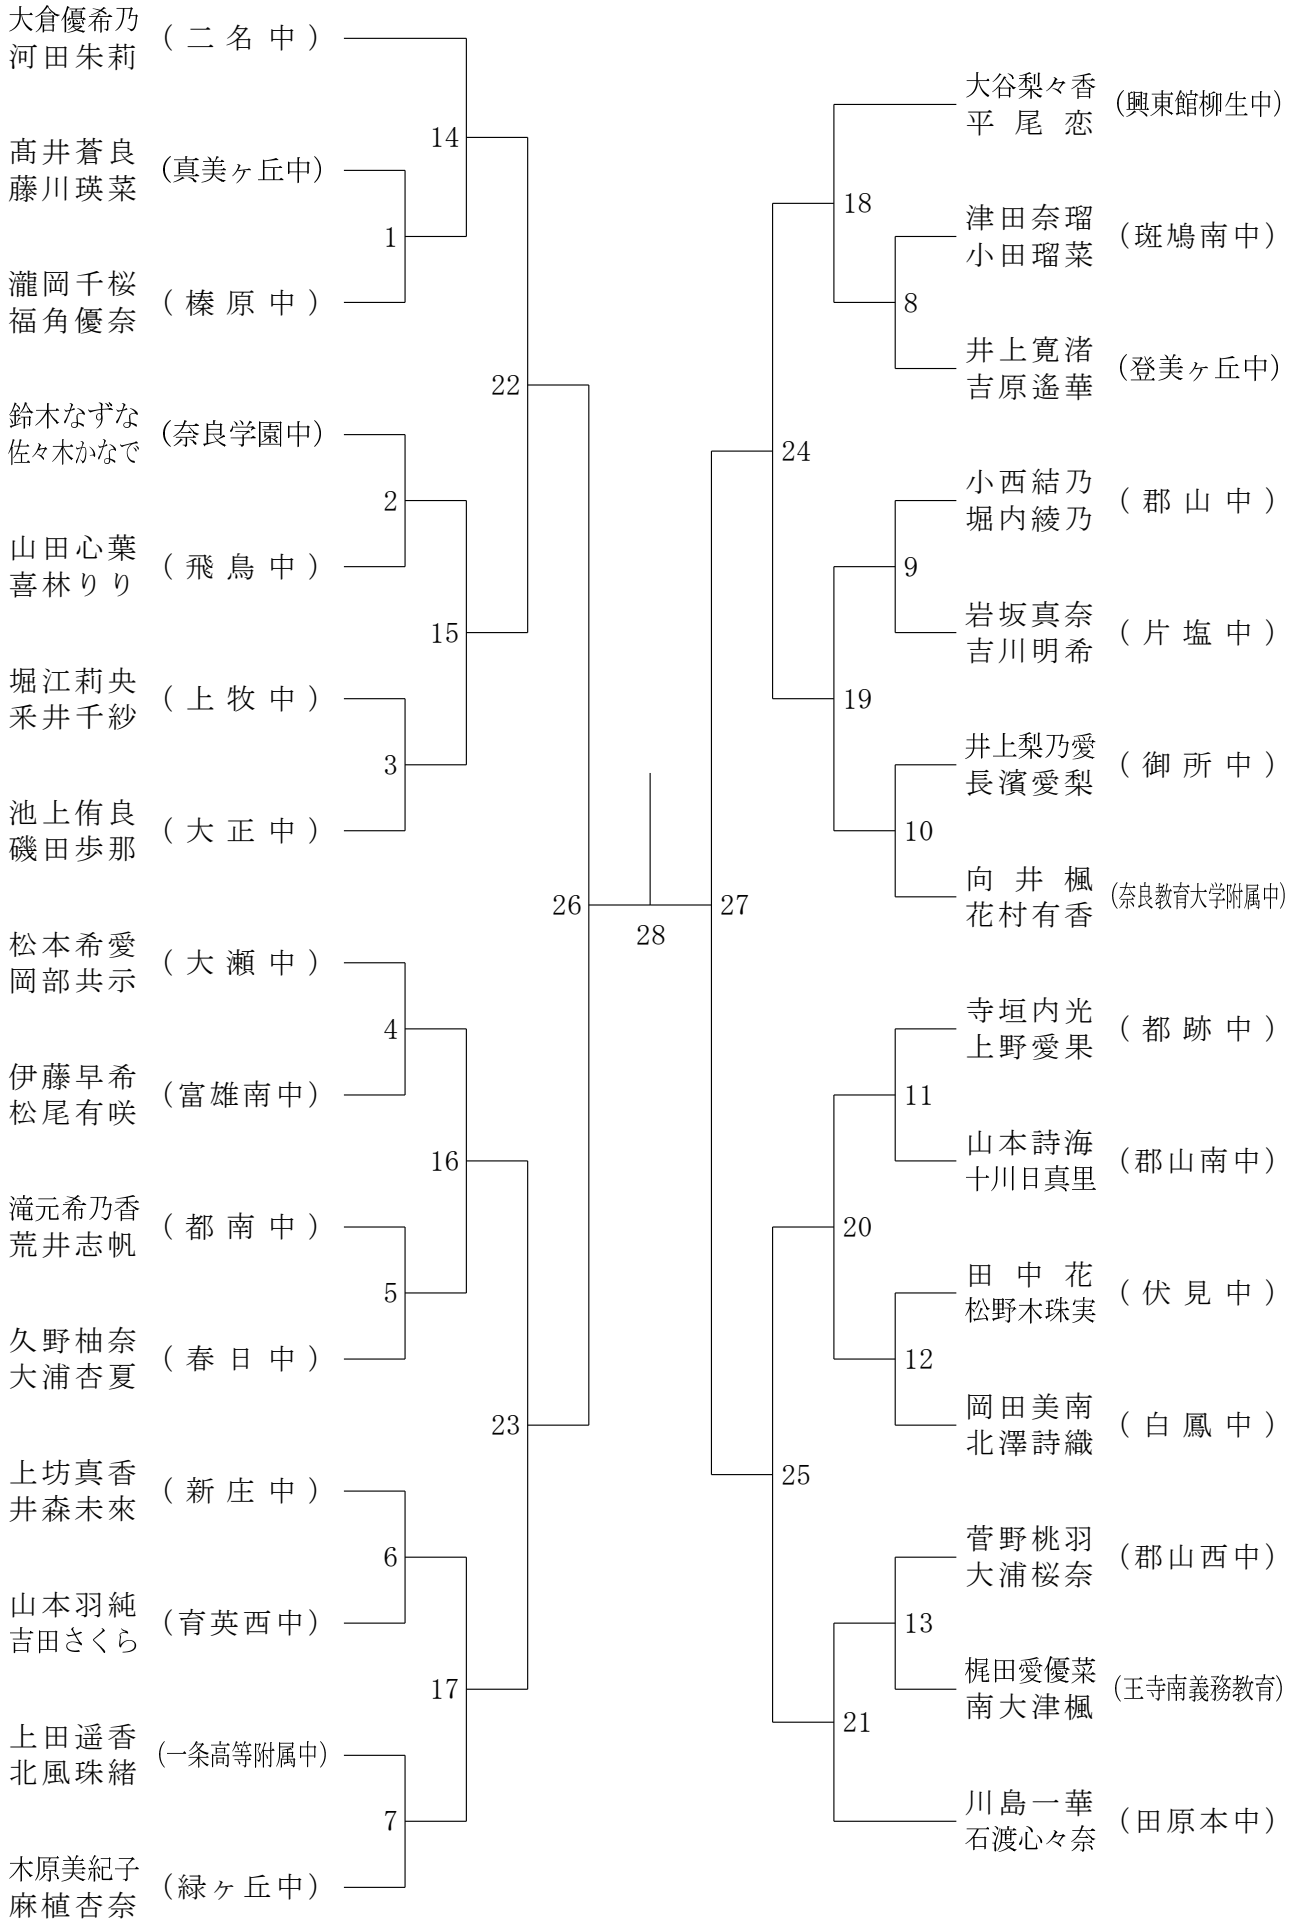 大倉優希乃
河田朱莉
(二名中)
髙井蒼良
藤川瑛菜
(真美ヶ丘中)
瀧岡千桜
福角優奈
(榛原中)
鈴木なずな
佐々木かなで
(奈良学園中)
山田心葉
喜林りり
(飛鳥中)
堀江莉央
釆井千紗
(上牧中)
池上侑良
磯田歩那
(大正中)
松本希愛
岡部共示
(大瀬中)
伊藤早希
松尾有咲
(富雄南中)
滝元希乃香
荒井志帆
(都南中)
久野柚奈
大浦杏夏
(春日中)
上坊真香
井森未來
(新庄中)
山本羽純
吉田さくら
(育英西中)
上田遥香
北風珠緒
(一条高等附属中)
木原美紀子
麻植杏奈
(緑ヶ丘中)
1
2
3
4
5
6
7
14
15
16
17
22
23
26
28
27
24
25
18
19
20
21
8
9
10
11
12
13
大谷梨々香
平尾恋
(興東館柳生中)
津田奈瑠
小田瑠菜
(斑鳩南中)
井上寛渚
吉原遙華
(登美ヶ丘中)
小西結乃
堀内綾乃
(郡山中)
岩坂真奈
吉川明希
(片塩中)
井上梨乃愛
長濱愛梨
(御所中)
向井楓
花村有香
(奈良教育大学附属中)
寺垣内光
上野愛果
(都跡中)
山本詩海
十川日真里
(郡山南中)
田中花
松野木珠実
(伏見中)
岡田美南
北澤詩織
(白鳳中)
菅野桃羽
大浦桜奈
(郡山西中)
梶田愛優菜
南大津楓
(王寺南義務教育)
川島一華
石渡心々奈
(田原本中)